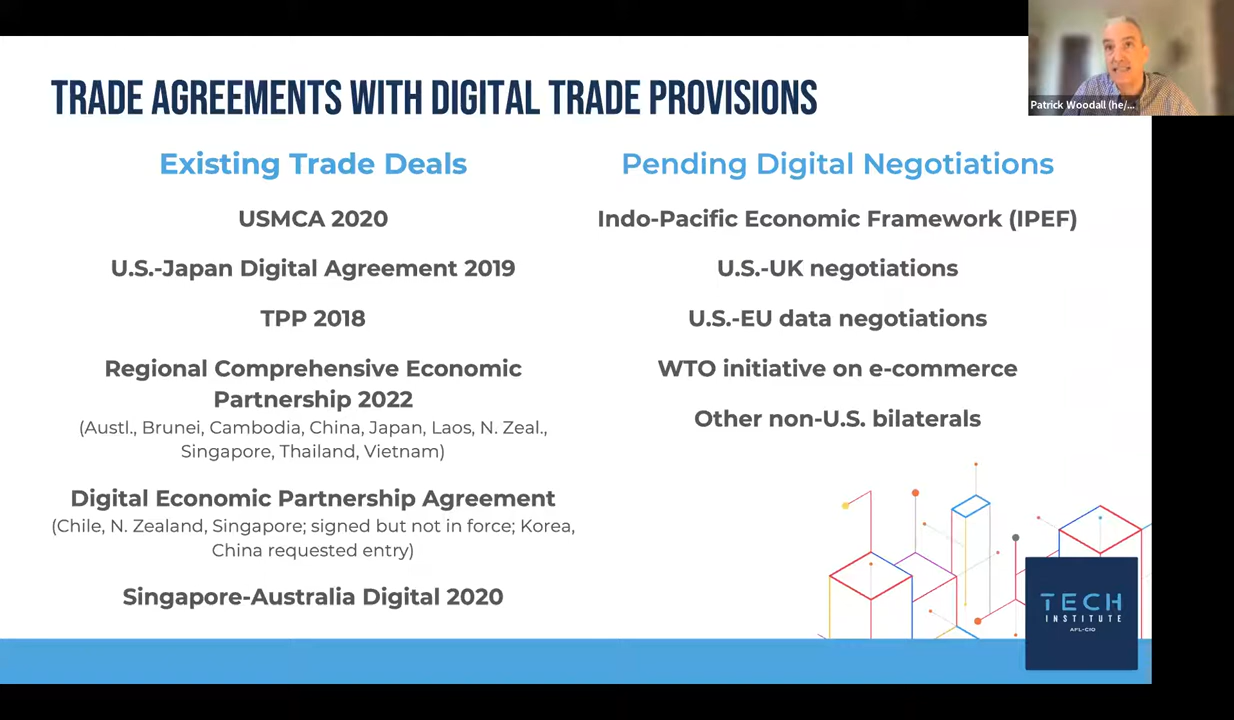 TRADE AGREEMENTS WITH DIGITAL TRADE PROVISIONS
Patrick Woodall (he/...
Existing Trade Deals
USMCA 2020
U.S.-Japan Digital Agreement 2019
TPP 2018
Regional Comprehensive Economic
Partnership 2022
(Austl., Brunei, Cambodia, China, Japan, Laos, N. Zeal.,
Singapore, Thailand, Vietnam)
Digital Economic Partnership Agreement
(Chile, N. Zealand, Singapore; signed but not in force; Korea,
China requested entry)
Singapore-Australia Digital 2020
Pending Digital Negotiations
Indo-Pacific Economic Framework (IPEF)
U.S.-UK negotiations
U.S.-EU data negotiations
WTO initiative on e-commerce
Other non-U.S. bilaterals
TECH
INSTITUTE
AFL-CIO